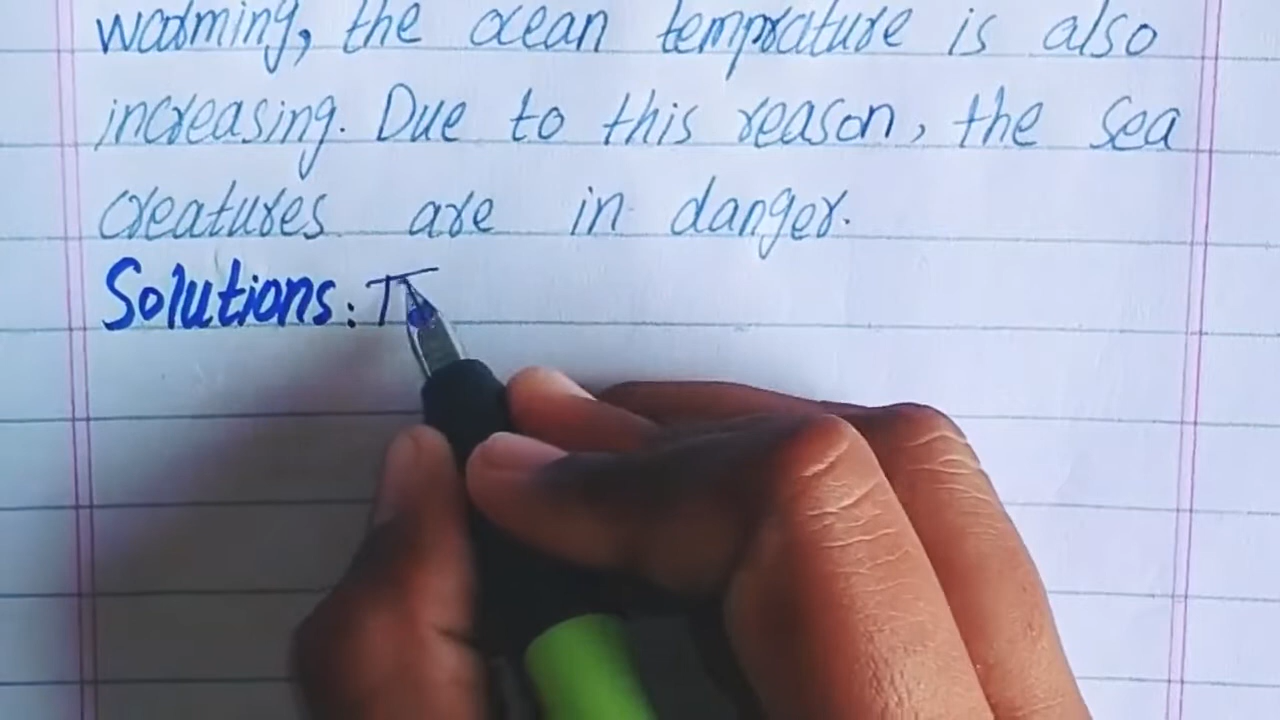 warming, the ocean temprature is also
increasing. Due to this reason, the sea
creatures are in danger.
Solutions: T